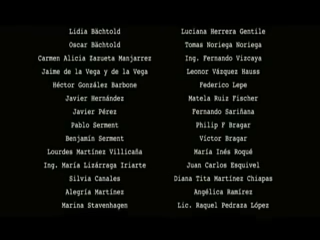 Lidia Bächtold
Oscar Bächtold
Carmen Alicia Zazueta Manjarrez
Jaime de la Vega y de la Vega
Héctor González Barbone
Javier Hernández
Javier Pérez
Pablo Serment
Benjamín Serment
Lourdes Martínez Villicaña
Ing. María Lizárraga Iriarte
Silvia Canales
Alegría Martínez
Marina Stavenhagen
Luciana Herrera Gentile
Tomas Noriega Noriega
Ing. Fernando Vizcaya
Leonor Vázquez Hauss
Federico Lepe
Matela Ruiz Fischer
Fernando Sariñana
Philip F Bragar
Victor Bragar
María Inés Roqué
Juan Carlos Esquivel
Diana Tita Martínez Chiapas
Angélica Ramírez
Lic. Raquel Pedraza López